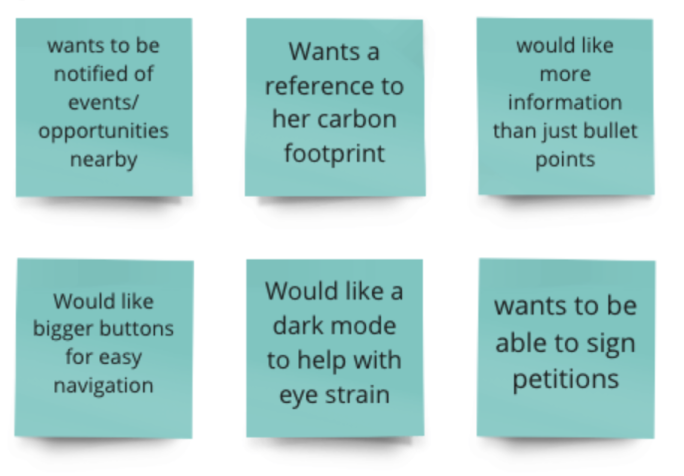 wants to be
notified of
events/
opportunities
nearby
Wants a
reference to
her carbon
footprint
would like
more
information
than just bullet
points
Would like
bigger buttons
for easy
navigation
Would like a
dark mode
to help with
eye strain
wants to be
able to sign
petitions